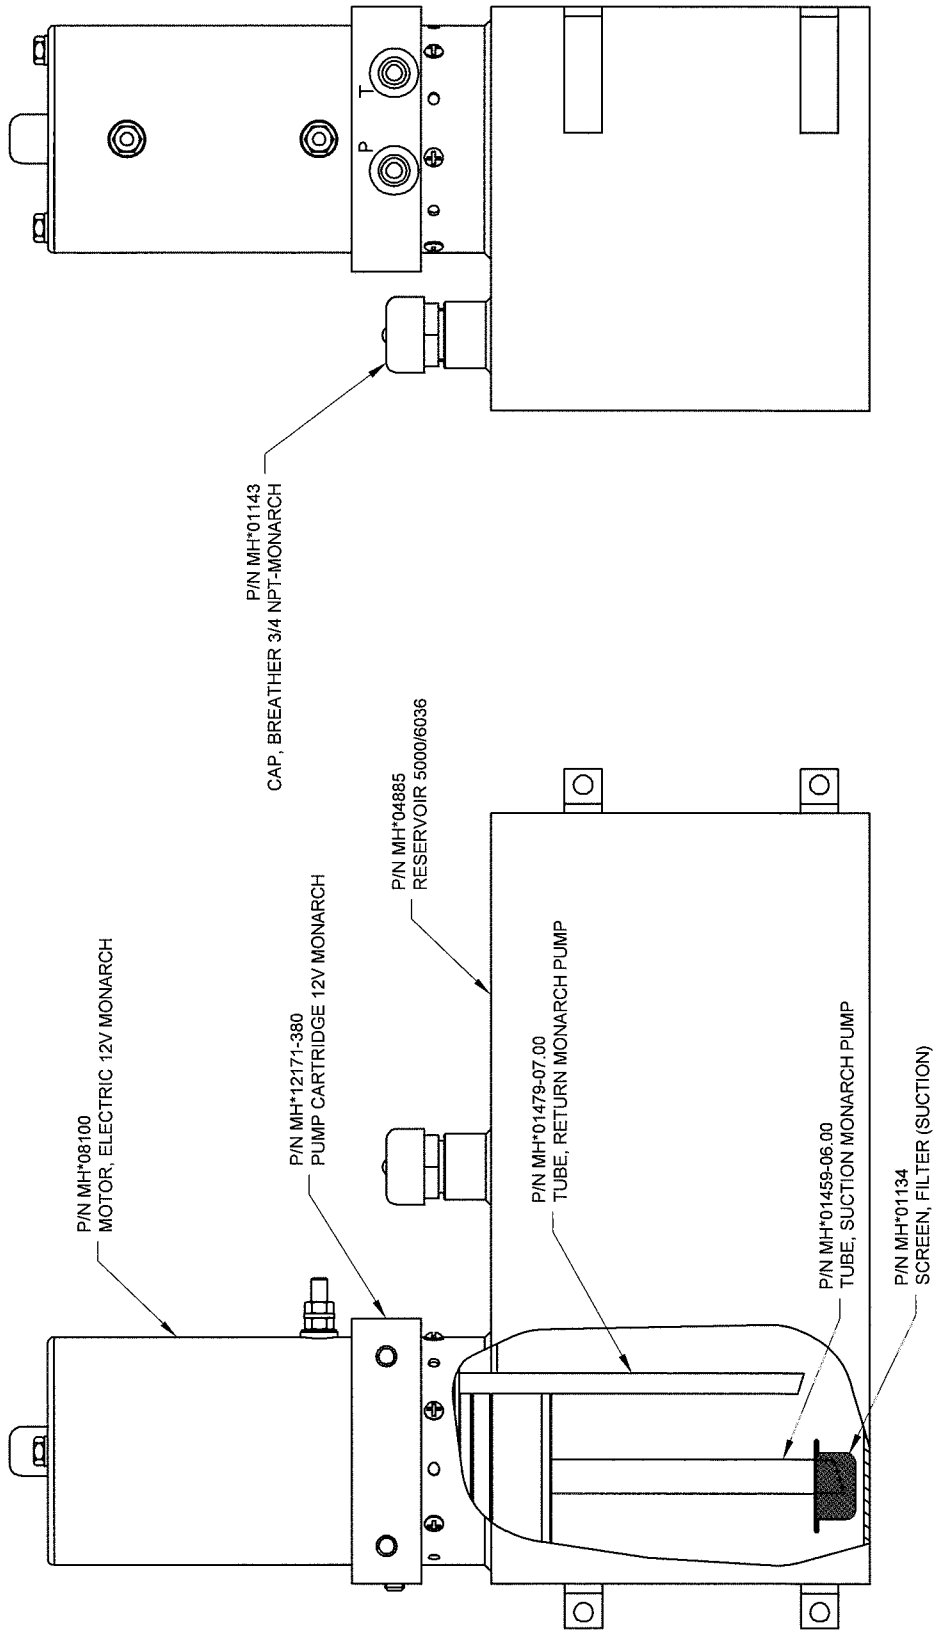 P/N MH*08100
MOTOR, ELECTRIC 12V MONARCH
P/N MH*12171-380
PUMP CARTRIDGE 12V MONARCH
P/N MH*04885
RESERVOIR 5000/6036
P/N MH*01479-07.00
TUBE, RETURN MONARCH PUMP
P/N MH*01459-06.00
TUBE, SUCTION MONARCH PUMP
P/N MH*01134
SCREEN, FILTER (SUCTION)
P/N MH*01143
CAP, BREATHER 3/4 NPT-MONARCH
P
T